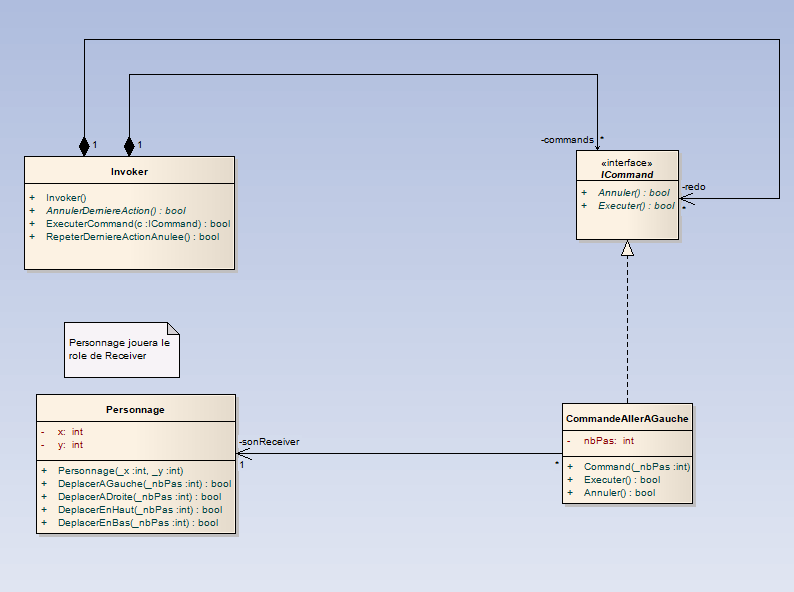 1
1
-commands *
Invoker
+ Invoker()
+ AnnulerDerniereAction() : bool
+ ExecuterCommand(c :ICommand) : bool
+ RepeterDerniereActionAnulee() : bool
«interface»
ICommand
+ Annuler() : bool
+ Executer() : bool
-redo
*
Personnage jouera le
role de Receiver
Personnage
- x: int
- y: int
+ Personnage(_x :int, _y :int)
+ DeplacerAGauche(_nbPas :int) : bool
+ DeplacerADroite(_nbPas :int) : bool
+ DeplacerEnHaut(_nbPas :int) : bool
+ DeplacerEnBas(_nbPas :int) : bool
-sonReceiver
1
*
CommandeAllerAGauche
- nbPas: int
+ Command(_nbPas :int)
+ Executer() : bool
+ Annuler() : bool